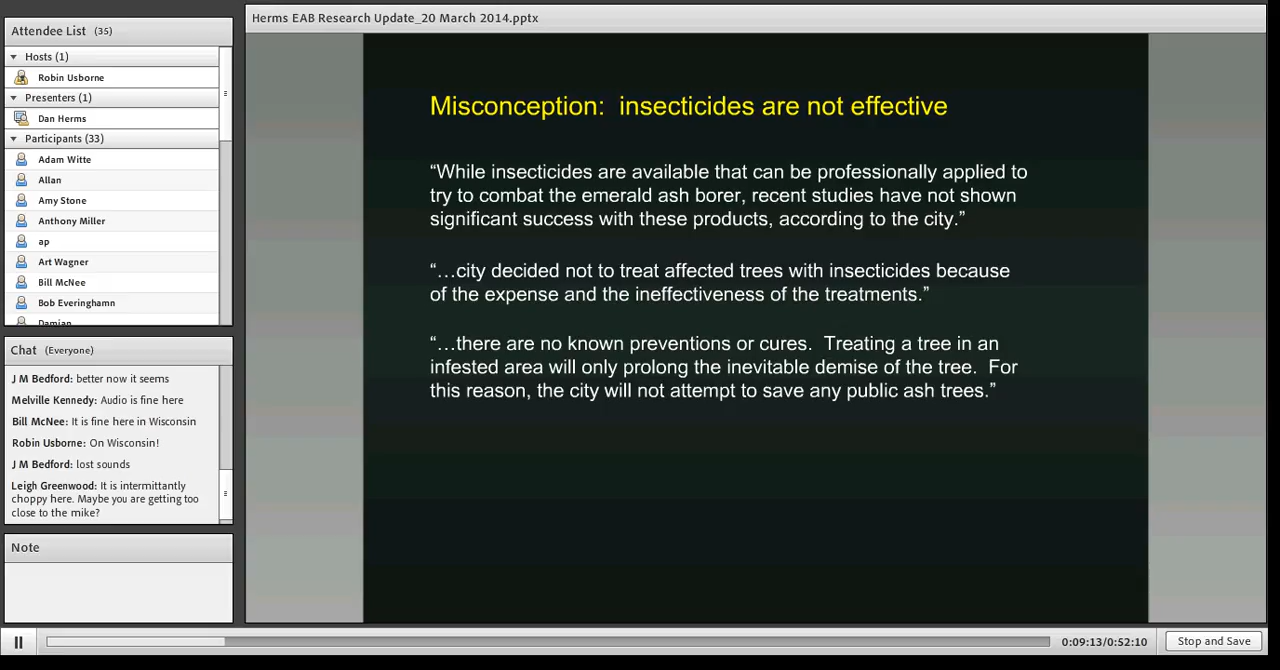 Herms EAB Research Update_20 March 2014.pptx
Attendee List (35)
Hosts (1)
Robin Usborne
Presenters (1)
Dan Herms
Participants (33)
Adam Witte
Allan
Amy Stone
Anthony Miller
ap
Art Wagner
Bill McNee
Bob Everinghamn
Damian
Chat (Everyone)
J M Bedford: better now it seems
Melville Kennedy: Audio is fine here
Bill McNee: It is fine here in Wisconsin
Robin Usborne: On Wisconsin!
J M Bedford: lost sounds
Leigh Greenwood: It is intermittantly
choppy here. Maybe you are getting too
close to the mike?
Note
Misconception: insecticides are not effective
“While insecticides are available that can be professionally applied to
try to combat the emerald ash borer, recent studies have not shown
significant success with these products, according to the city.”
“…city decided not to treat affected trees with insecticides because
of the expense and the ineffectiveness of the treatments.”
“…there are no known preventions or cures. Treating a tree in an
infested area will only prolong the inevitable demise of the tree. For
this reason, the city will not attempt to save any public ash trees.”
0:09:13/0:52:10
Stop and Save